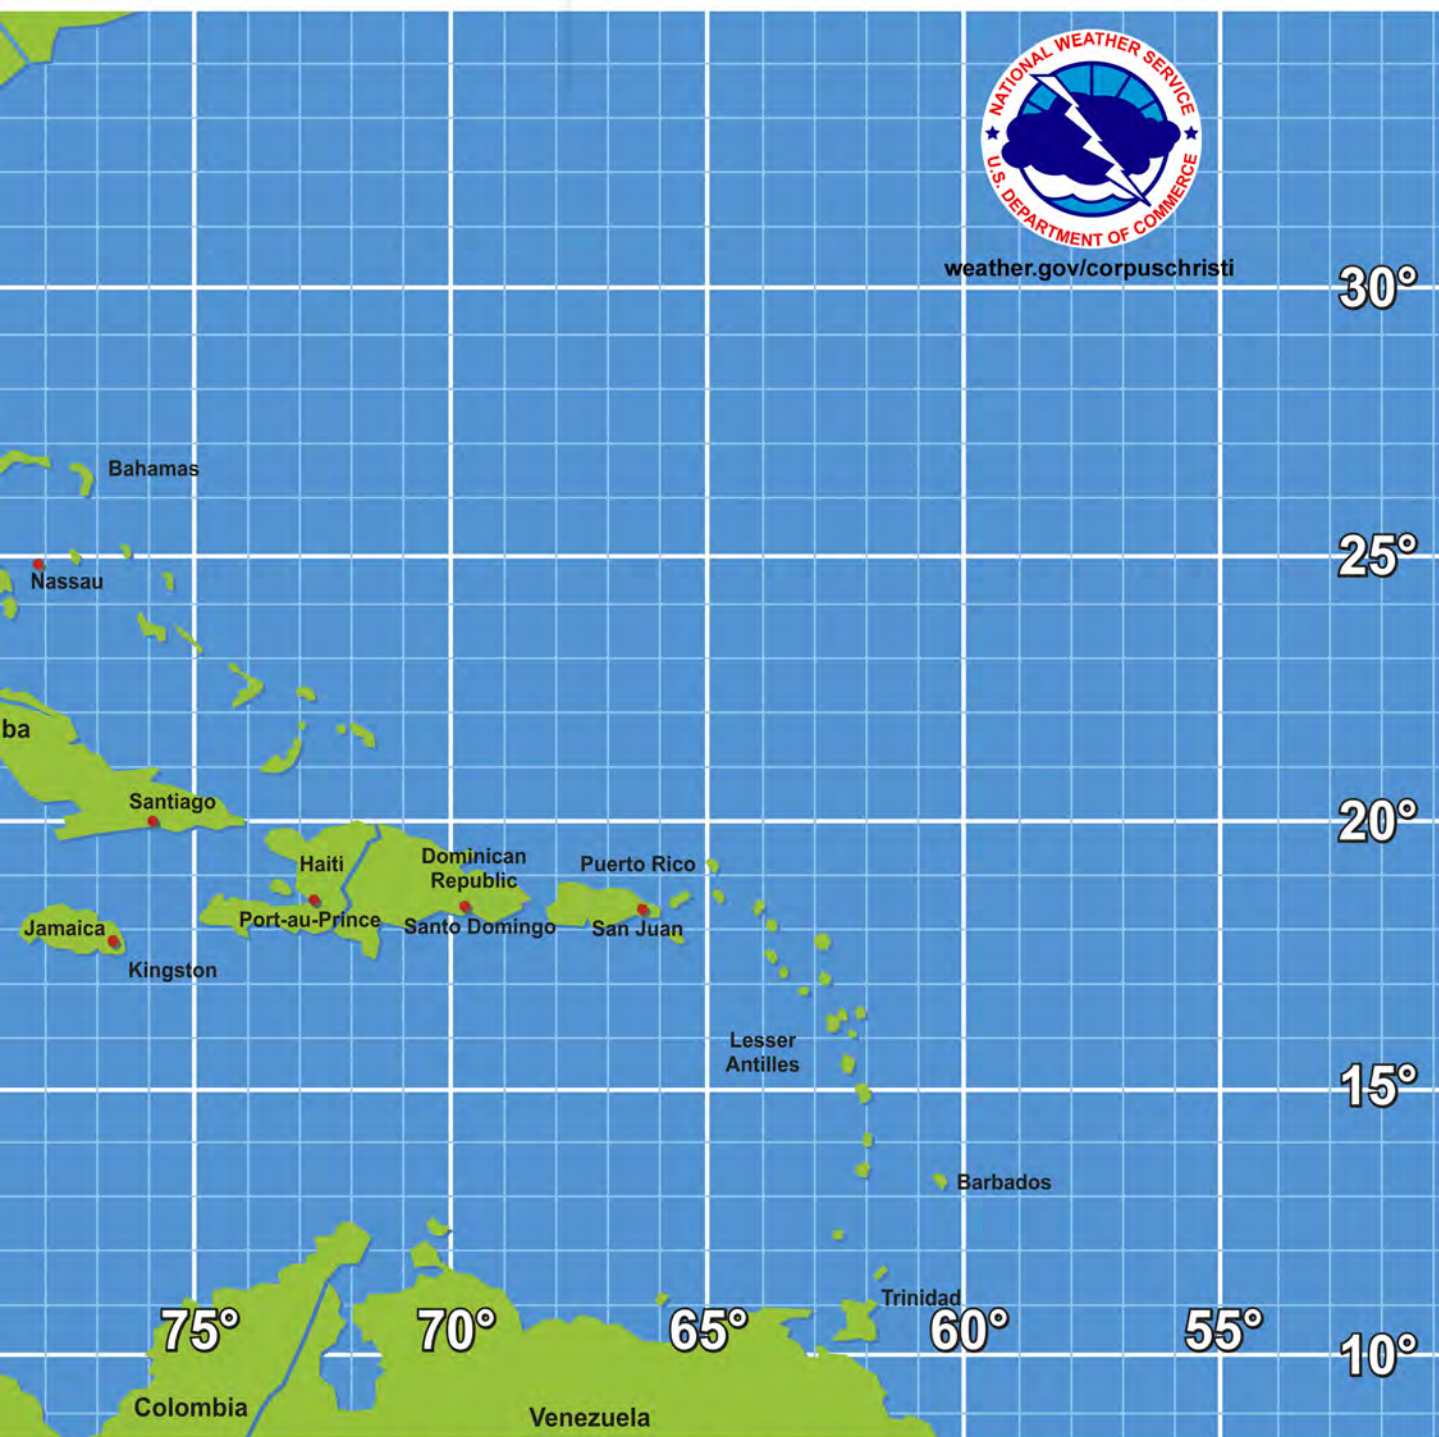 NATIONAL WEATHER SERVICE
U.S. DEPARTMENT OF COMMERCE
weather.gov/corpuschristi
30°
Bahamas
25°
Nassau
ba
Santiago
20°
Haiti
Dominican
Republic
Puerto Rico
Port-au-Prince
Santo Domingo
San Juan
Jamaica
Kingston
Lesser
Antilles
15°
Barbados
Trinidad
75°
70°
65°
60°
55°
10°
Colombia
Venezuela